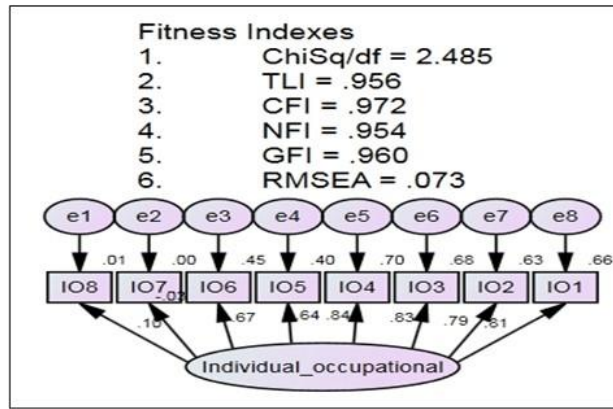 Fitness Indexes
1. ChiSq/df = 2.485
2. TLI = .956
3. CFI = .972
4. NFI = .954
5. GFI = .960
6. RMSEA = .073
e1 e2 e3 e4 e5 e6 e7 e8
.01 .00 .45 .40 .70 .68 .63 .66
IO8 IO7 IO6 IO5 IO4 IO3 IO2 IO1
.10 -.03 .67 .64 .84 .83 .79 .81
Individual_occupational